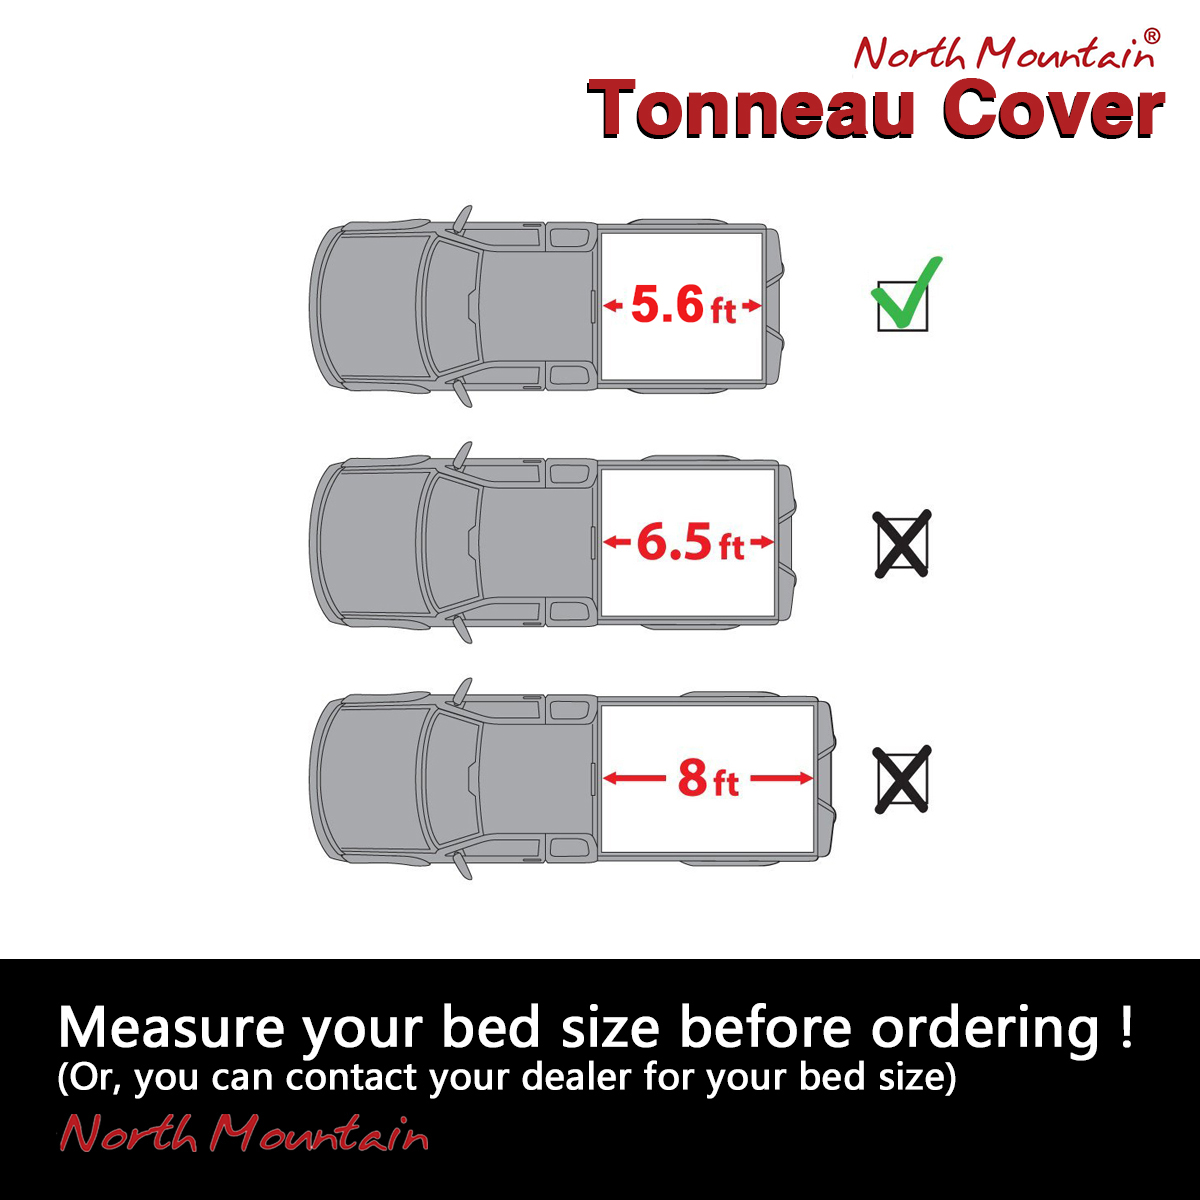 North Mountain®
Tonneau Cover
5.6 ft
6.5 ft
8 ft
Measure your bed size before ordering !
(Or, you can contact your dealer for your bed size)
North Mountain